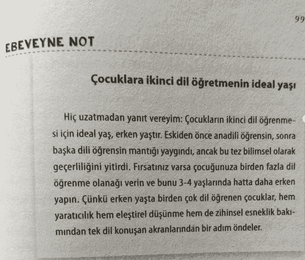 99
EBEVEYNE NOT
Çocuklara ikinci dil öğretmenin ideal yaşı
Hiç uzatmadan yanıt vereyim: Çocukların ikinci dil öğrenme-
si için ideal yaş, erken yaştır. Eskiden önce anadili öğrensin, sonra
başka dili öğrensin mantığı yaygındı, ancak bu tez bilimsel olarak
geçerliliğini yitirdi. Fırsatınız varsa çocuğunuza birden fazla dil
öğrenme olanağı verin ve bunu 3-4 yaşlarında hatta daha erken
yapın. Çünkü erken yaşta birden çok dil öğrenen çocuklar, hem
yaratıcılık hem eleştirel düşünme hem de zihinsel esneklik bakı-
mından tek dil konuşan akranlarından bir adım öndeler.